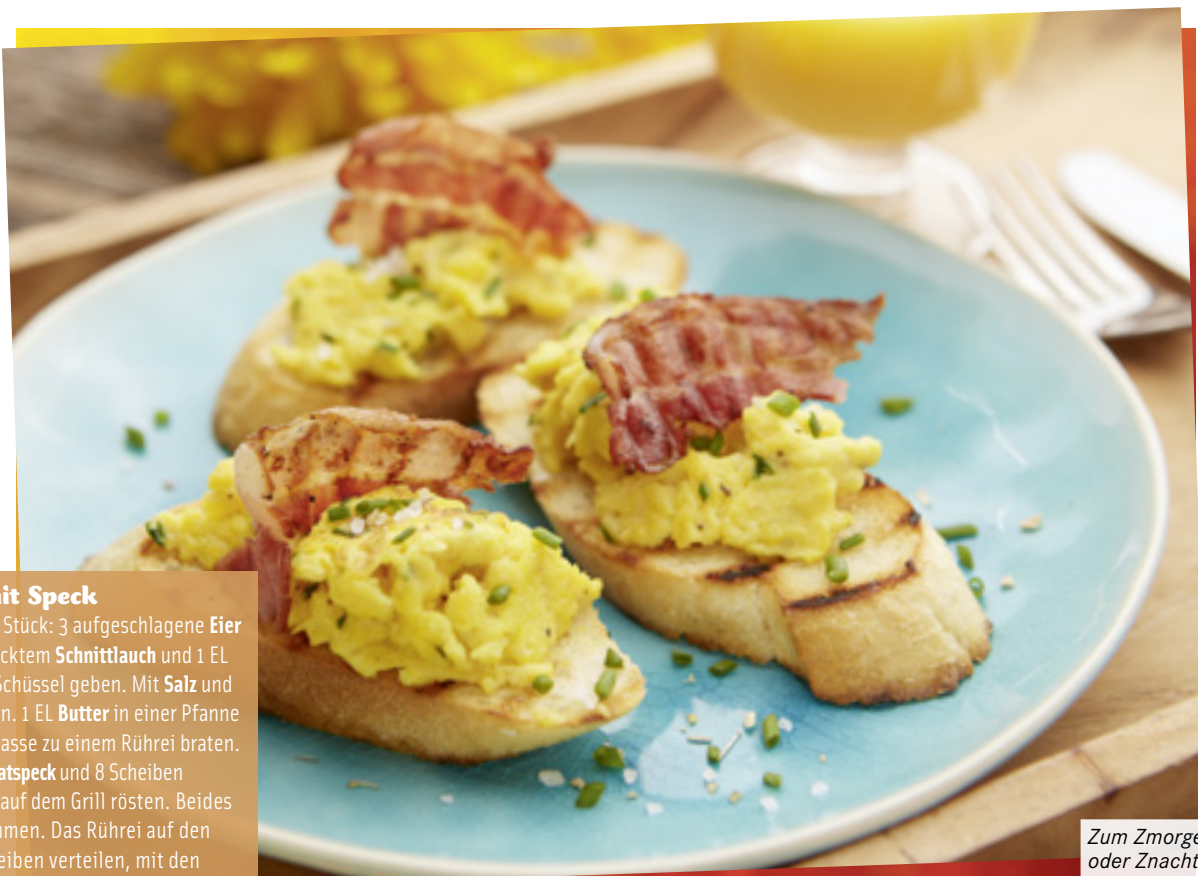 it Speck
Stück: 3 aufgeschlagene Eier
cktem Schnittlauch und 1 EL
Schüssel geben. Mit Salz und
n. 1 EL Butter in einer Pfanne
asse zu einem Rührei braten.
atspeck und 8 Scheiben
auf dem Grill rösten. Beides
hmen. Das Rührei auf den
eiben verteilen, mit den
Zum Zmorge
oder Znacht